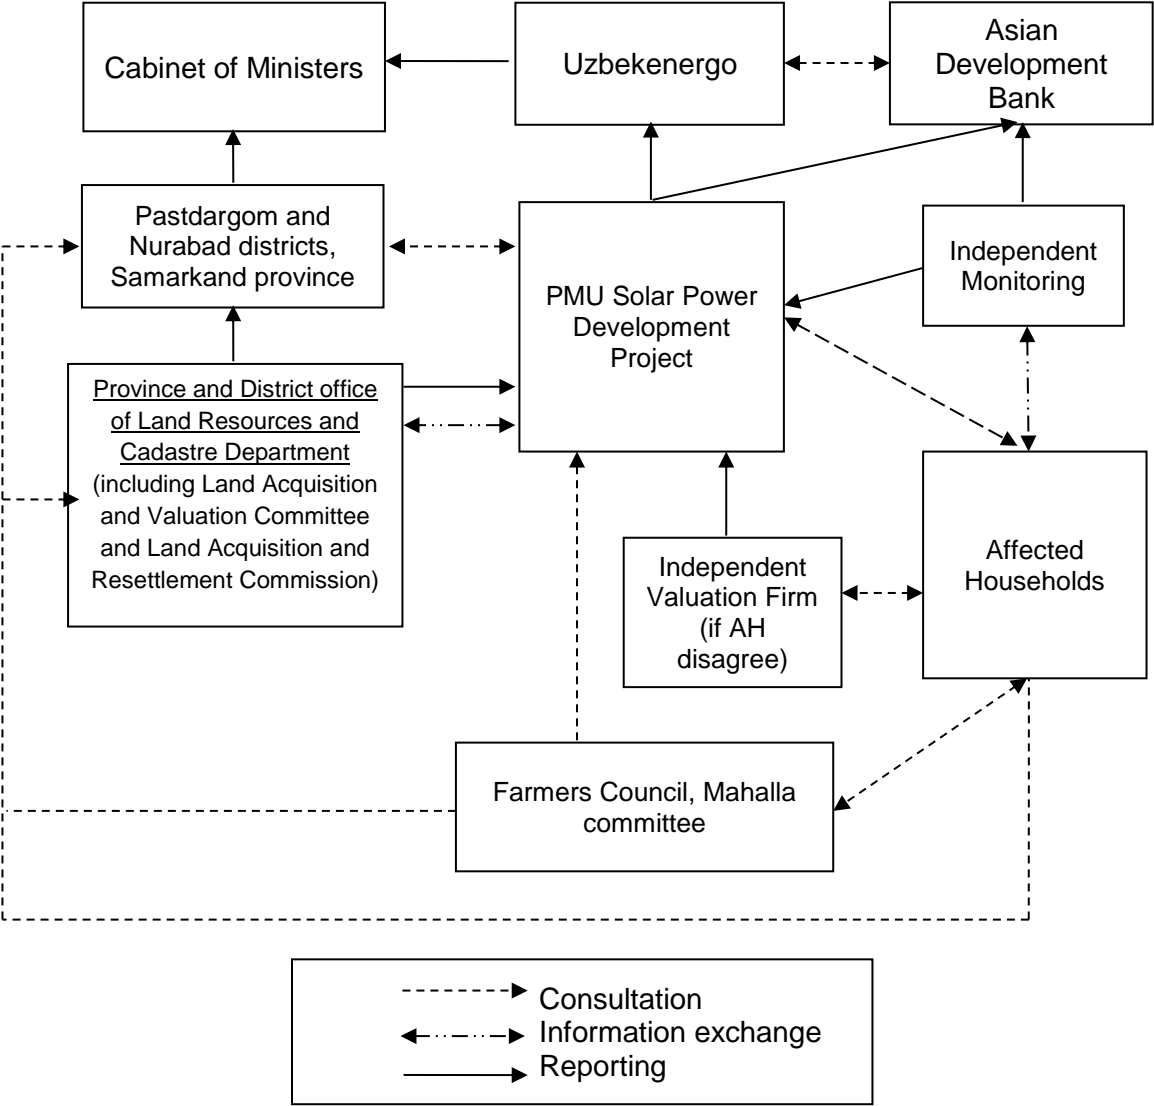 Cabinet of Ministers
Uzbekenergo
Asian
Development
Bank
Pastdargom and
Nurabad districts,
Samarkand province
PMU Solar Power
Development
Project
Independent
Monitoring
Province and District office
of Land Resources and
Cadastre Department
(including Land Acquisition
and Valuation Committee
and Land Acquisition and
Resettlement Commission)
Independent
Valuation Firm
(if AH
disagree)
Affected
Households
Farmers Council, Mahalla
committee
Consultation
Information exchange
Reporting